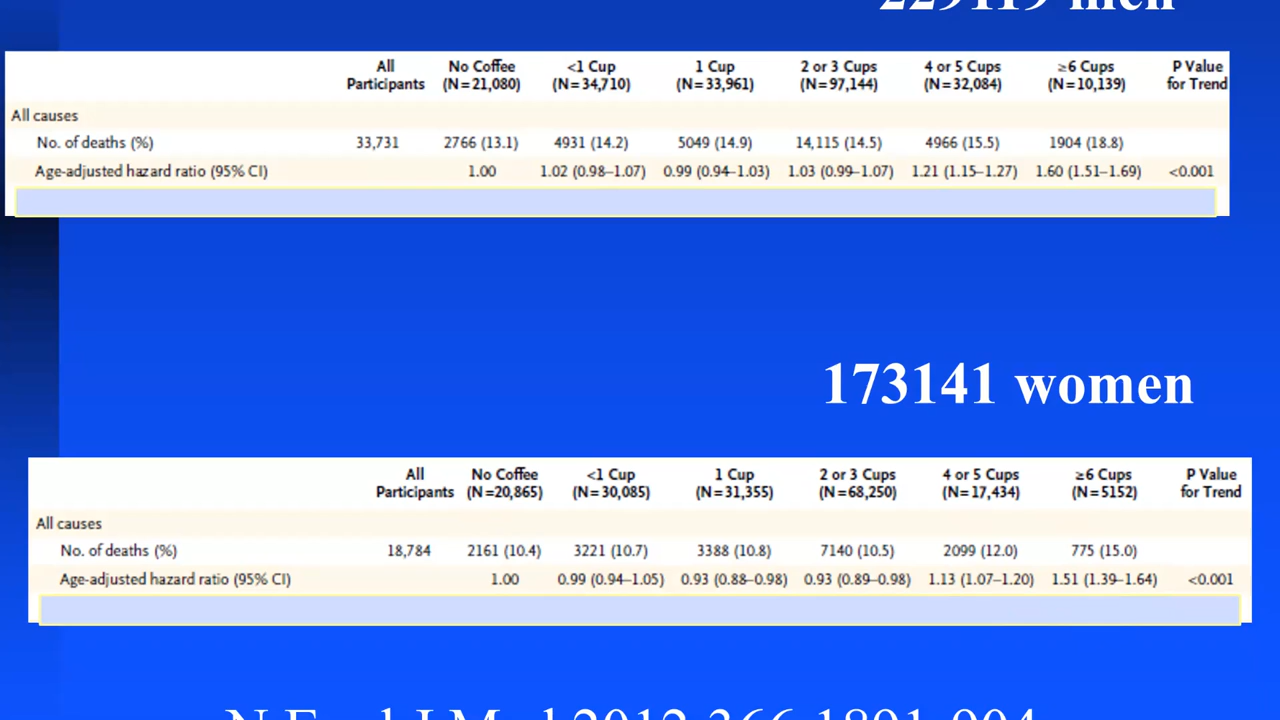 229119 men
All No Coffee <1 Cup 1 Cup 2 or 3 Cups 4 or 5 Cups ≥6 Cups P Value
Participants (N=21,080) (N=34,710) (N=33,961) (N=97,144) (N=32,084) (N=10,139) for Trend
All causes
No. of deaths (%) 33,731 2766 (13.1) 4931 (14.2) 5049 (14.9) 14,115 (14.5) 4966 (15.5) 1904 (18.8)
Age-adjusted hazard ratio (95% CI) 1.00 1.02 (0.98–1.07) 0.99 (0.94–1.03) 1.03 (0.99–1.07) 1.21 (1.15–1.27) 1.60 (1.51–1.69) <0.001
173141 women
All No Coffee <1 Cup 1 Cup 2 or 3 Cups 4 or 5 Cups ≥6 Cups P Value
Participants (N=20,865) (N=30,085) (N=31,355) (N=68,250) (N=17,434) (N=5152) for Trend
All causes
No. of deaths (%) 18,784 2161 (10.4) 3221 (10.7) 3388 (10.8) 7140 (10.5) 2099 (12.0) 775 (15.0)
Age-adjusted hazard ratio (95% CI) 1.00 0.99 (0.94–1.05) 0.93 (0.88–0.98) 0.93 (0.89–0.98) 1.13 (1.07–1.20) 1.51 (1.39–1.64) <0.001
N Engl J Med 2012;366:1891-904